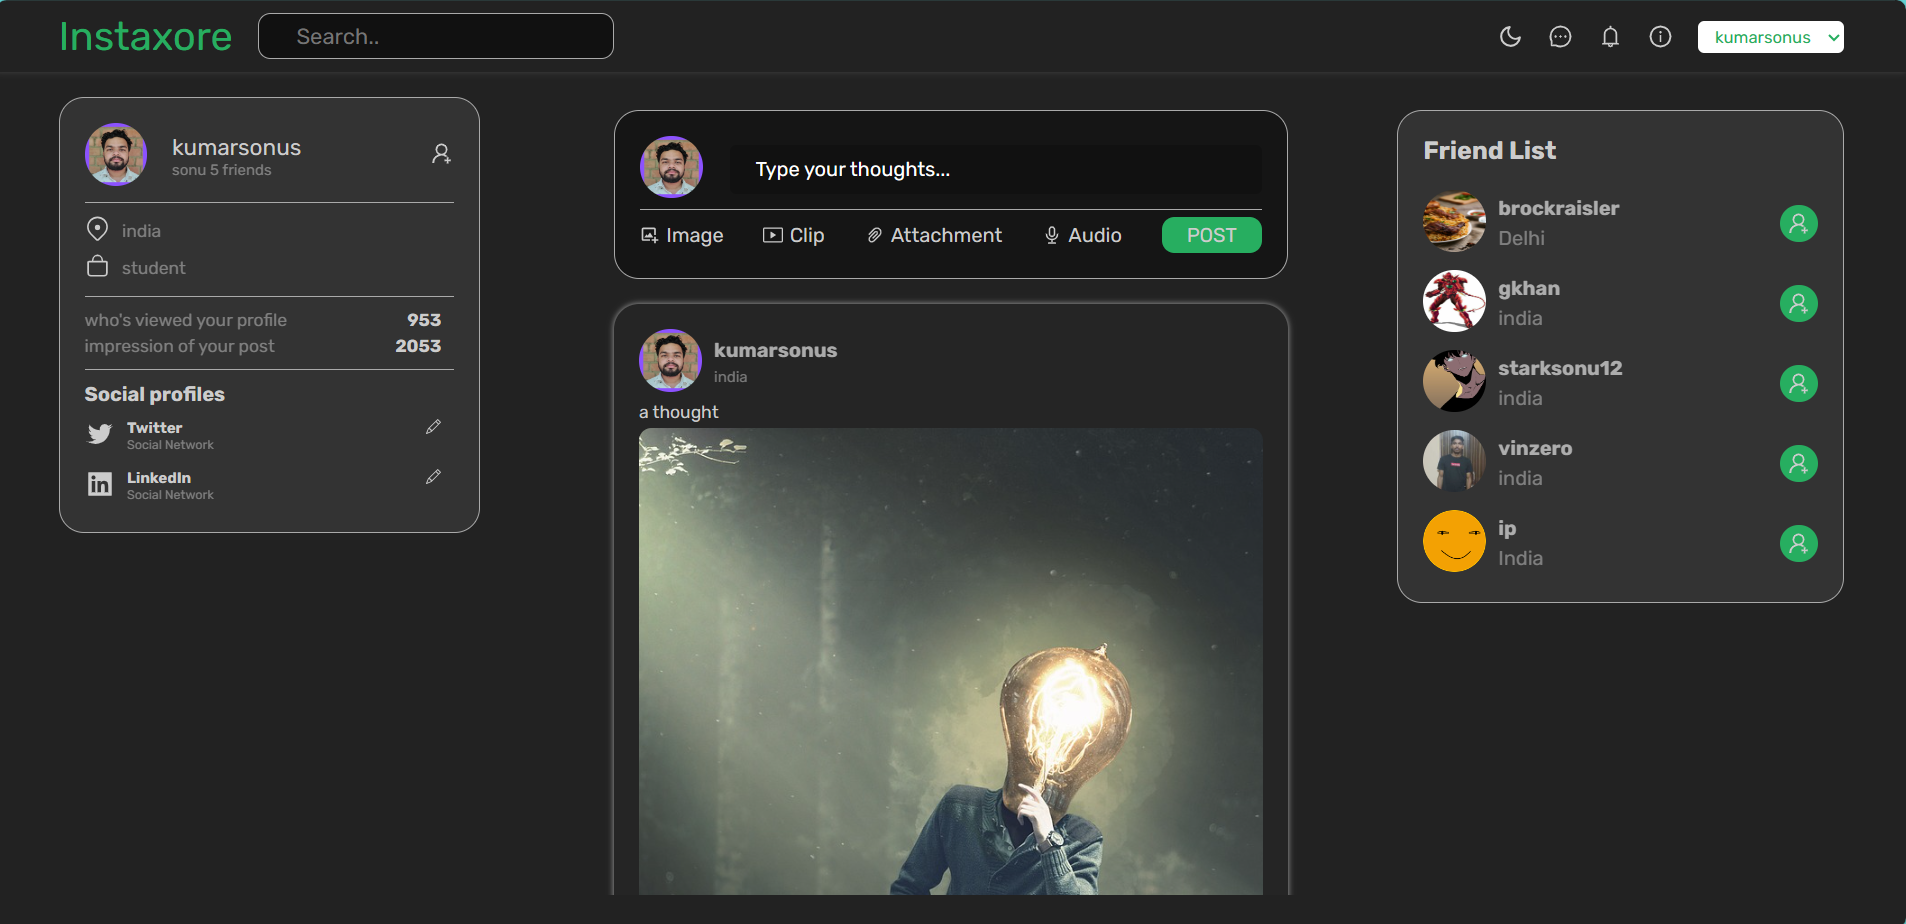 Instaxore
Search..
kumarsonus
kumarsonus
sonu 5 friends
india
student
who's viewed your profile 953
impression of your post 2053
Social profiles
Twitter
Social Network
LinkedIn
Social Network
Type your thoughts...
Image Clip Attachment Audio POST
kumarsonus
india
a thought
Friend List
brockraisler
Delhi
gkhan
india
starksonu12
india
vinzero
india
ip
India